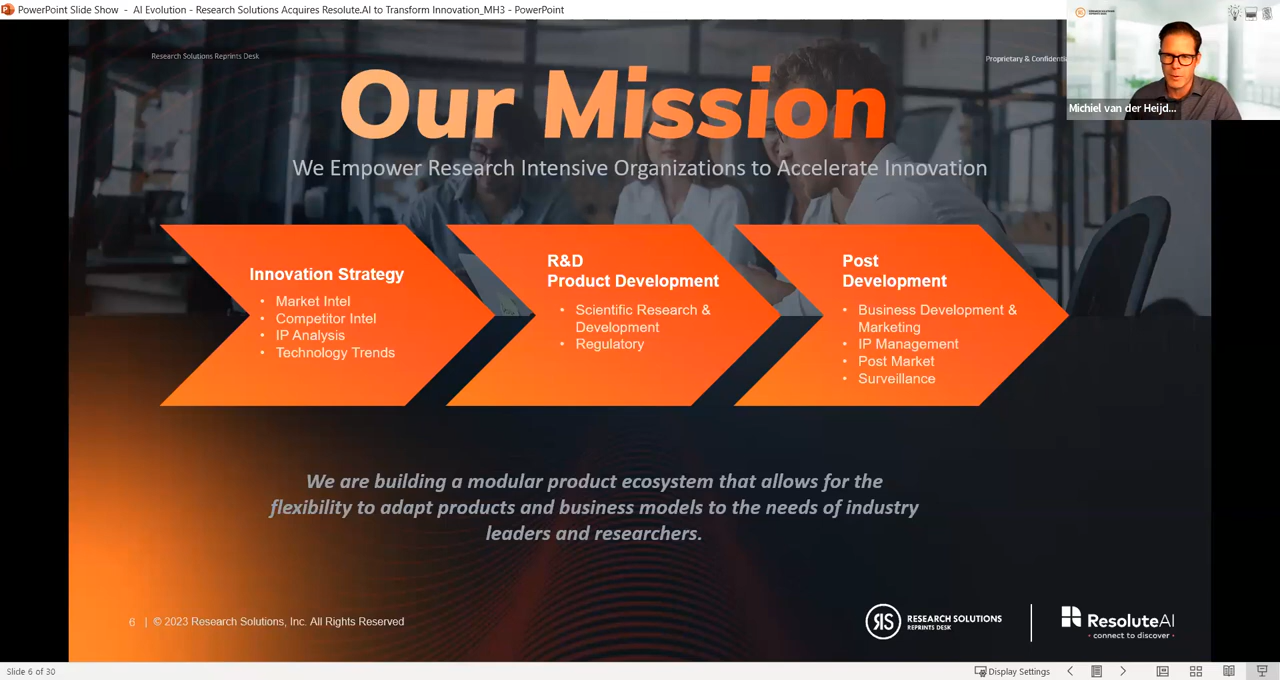 PowerPoint Slide Show - AI Evolution - Research Solutions Acquires Resolute.AI to Transform Innovation_MH3 - PowerPoint
Research Solutions Reprints Desk
Proprietary &
Michiel van der Heijd...
Our Mission
We Empower Research Intensive Organizations to Accelerate Innovation
Innovation Strategy
• Market Intel
• Competitor Intel
• IP Analysis
• Technology Trends
R&D
Product Development
• Scientific Research &
Development
• Regulatory
Post
Development
• Business Development &
Marketing
• IP Management
• Post Market
• Surveillance
We are building a modular product ecosystem that allows for the
flexibility to adapt products and business models to the needs of industry
leaders and researchers.
6 | © 2023 Research Solutions, Inc. All Rights Reserved
RS RESEARCH SOLUTIONS
REPRINTS DESK
ResoluteAI
• connect to discover •
Slide 6 of 30
Display Settings